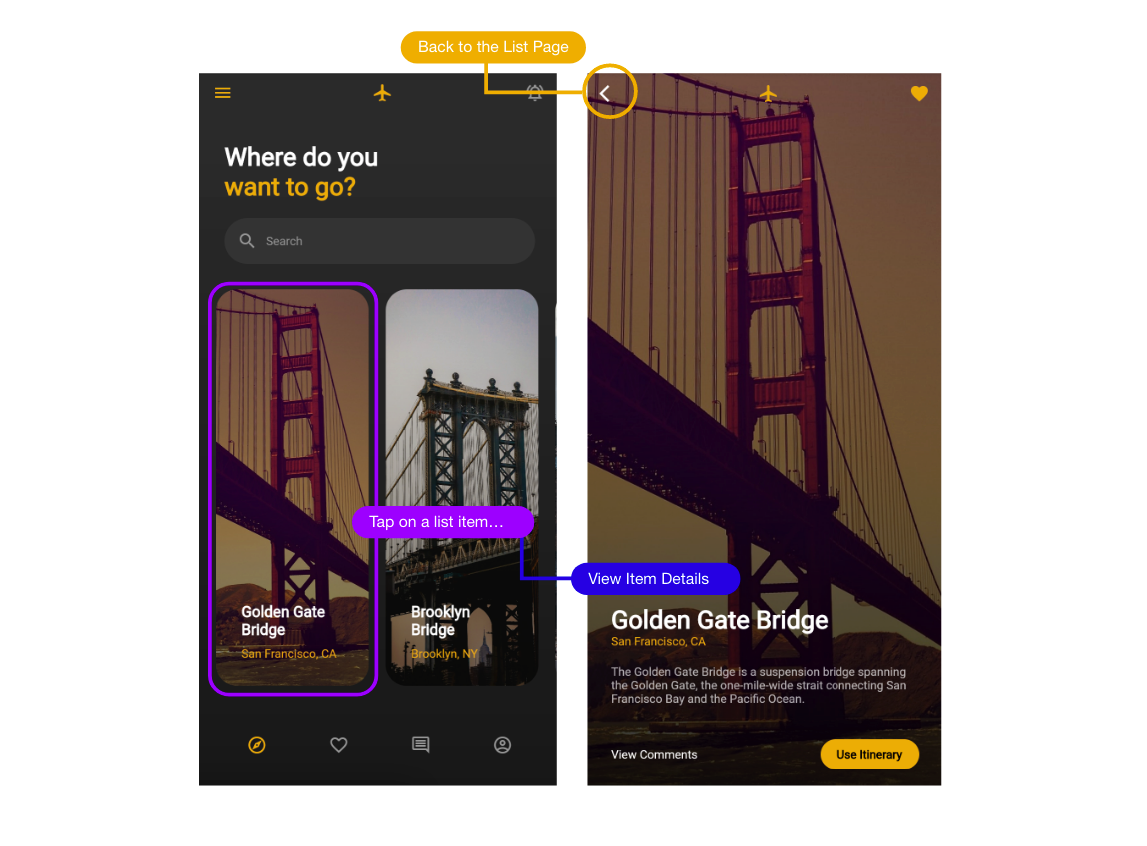 Back to the List Page
Where do you
want to go?
Search
Tap on a list item...
View Item Details
Golden Gate
Bridge
San Francisco, CA
Brooklyn
Bridge
Brooklyn, NY
Golden Gate Bridge
San Francisco, CA
The Golden Gate Bridge is a suspension bridge spanning
the Golden Gate, the one-mile-wide strait connecting San
Francisco Bay and the Pacific Ocean.
View Comments
Use Itinerary